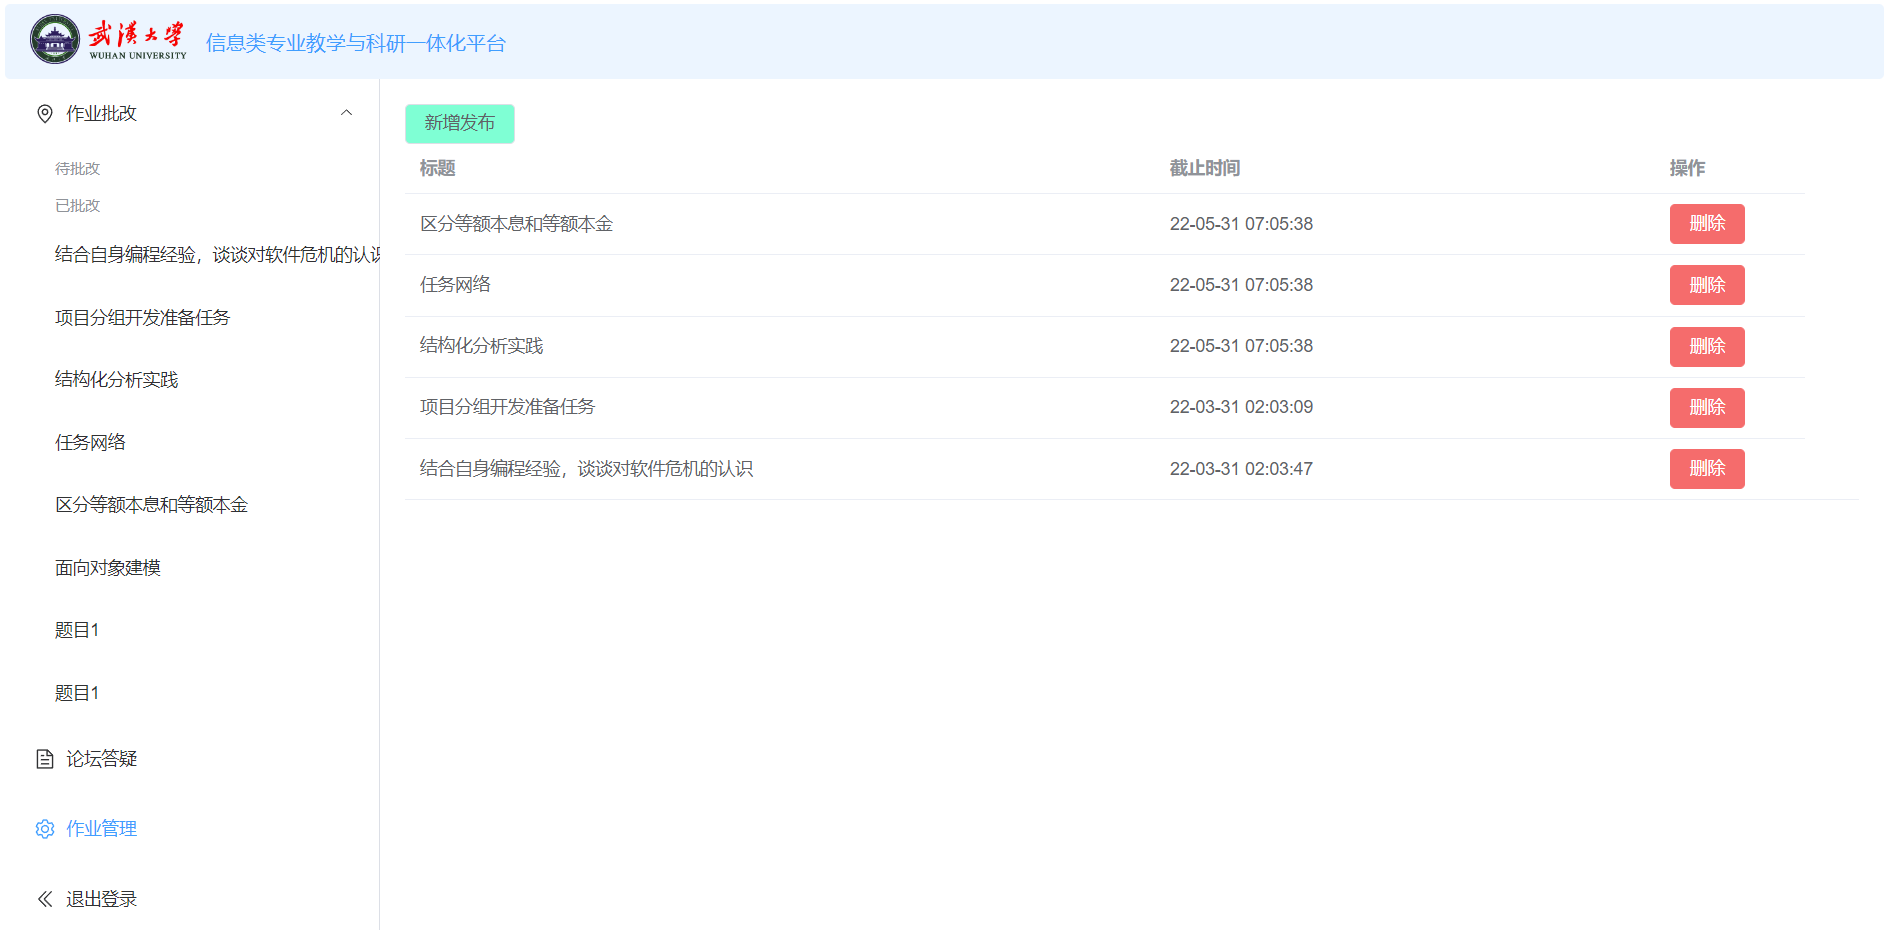 武漢大学
WUHAN UNIVERSITY
信息类专业教学与科研一体化平台
作业批改
待批改
已批改
结合自身编程经验，谈谈对软件危机的认识
项目分组开发准备任务
结构化分析实践
任务网络
区分等额本息和等额本金
面向对象建模
题目1
题目1
论坛答疑
作业管理
退出登录
新增发布
标题 截止时间 操作
区分等额本息和等额本金 22-05-31 07:05:38 删除
任务网络 22-05-31 07:05:38 删除
结构化分析实践 22-05-31 07:05:38 删除
项目分组开发准备任务 22-03-31 02:03:09 删除
结合自身编程经验，谈谈对软件危机的认识 22-03-31 02:03:47 删除